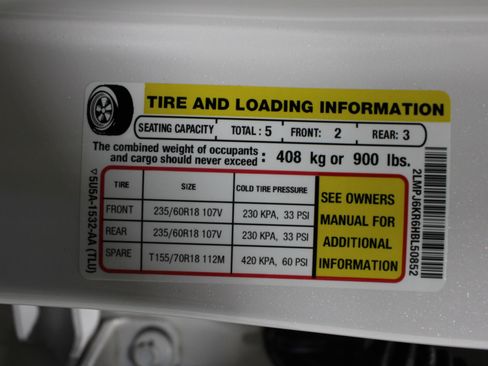 TIRE AND LOADING INFORMATION
SEATING CAPACITY TOTAL : 5 FRONT: 2 REAR: 3
The combined weight of occupants
and cargo should never exceed : 408 kg or 900 lbs.
TIRE SIZE COLD TIRE PRESSURE
FRONT 235/60R18 107V 230 KPA, 33 PSI
REAR 235/60R18 107V 230 KPA, 33 PSI
SPARE T155/70R18 112M 420 KPA, 60 PSI
SEE OWNERS
MANUAL FOR
ADDITIONAL
INFORMATION
▽5U5A-1532-AA (TLU)
2LMPJ6KR6HBL50852